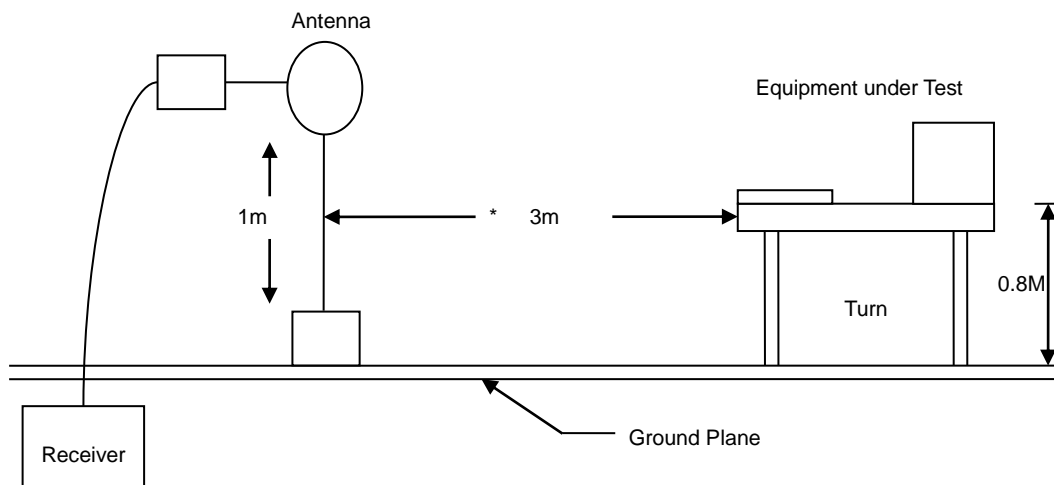 Antenna
Equipment under Test
1m
* 3m
0.8M
Turn
Ground Plane
Receiver